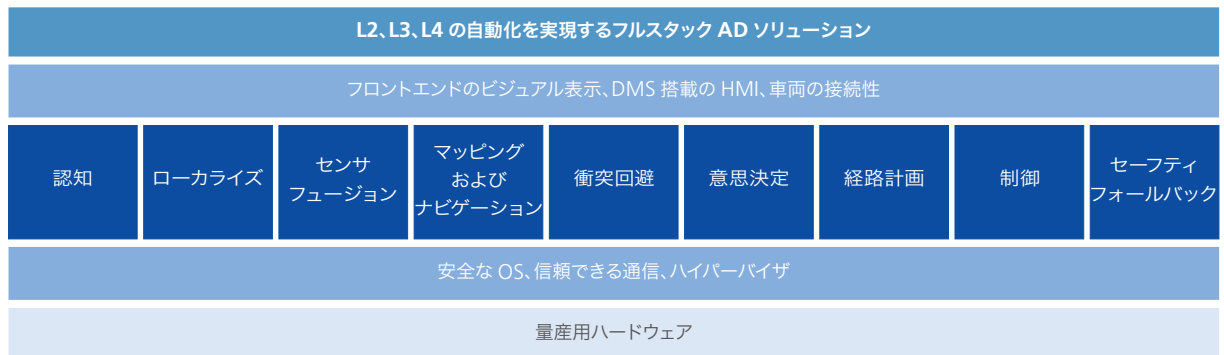 L2、L3、L4 の自動化を実現するフルスタック AD ソリューション
フロントエンドのビジュアル表示、DMS 搭載の HMI、車両の接続性
認知
ローカライズ
センサ
フュージョン
マッピング
および
ナビゲーション
衝突回避
意思決定
経路計画
制御
セーフティ
フォールバック
安全な OS、信頼できる通信、ハイパーバイザ
量産用ハードウェア